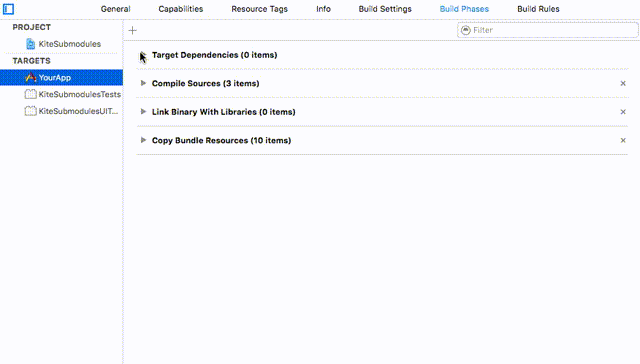 General Capabilities Resource Tags Info Build Settings Build Phases Build Rules
PROJECT
KiteSubmodules
TARGETS
YourApp
KiteSubmodulesTests
KiteSubmodulesUIT...
Filter
Target Dependencies (0 items)
Compile Sources (3 items)
Link Binary With Libraries (0 items)
Copy Bundle Resources (10 items)